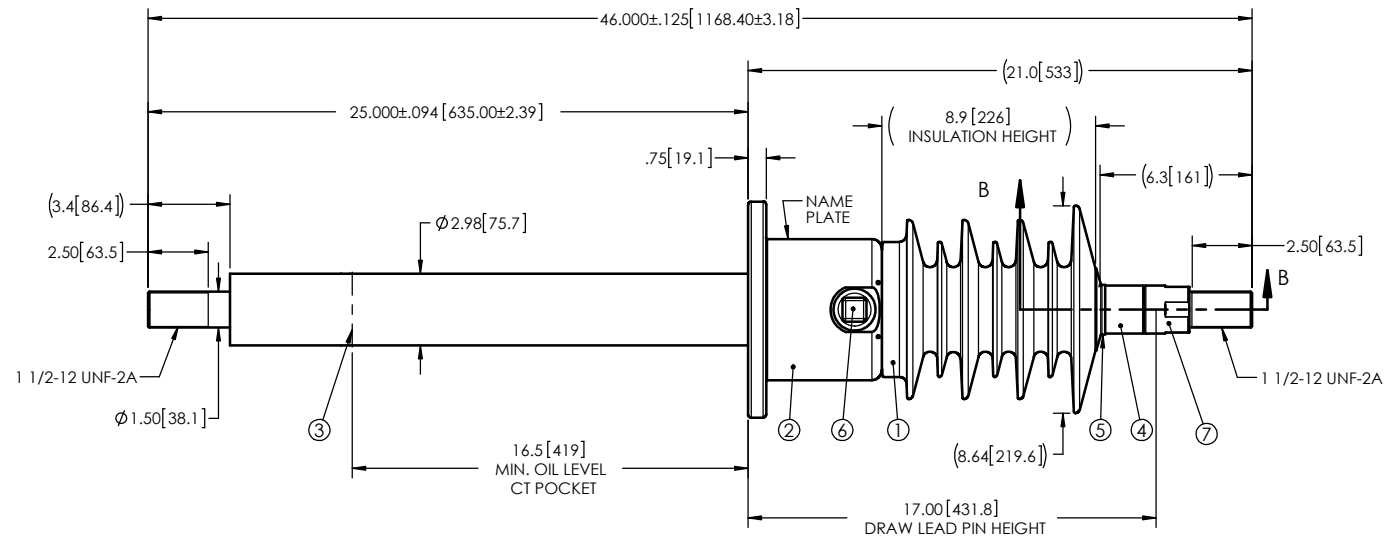 46.000±.125[1168.40±3.18]
(21.0[533])
25.000±.094[635.00±2.39]
(8.9[226]
INSULATION HEIGHT)
.75[19.1]
(6.3[161])
B
(3.4[86.4])
NAME
PLATE
Ø2.98[75.7]
2.50[63.5]
2.50[63.5]
B
1 1/2-12 UNF-2A
1 1/2-12 UNF-2A
Ø1.50[38.1]
3
2
6
1
5
4
7
16.5[419]
MIN. OIL LEVEL
CT POCKET
(8.64[219.6])
17.00[431.8]
DRAW LEAD PIN HEIGHT